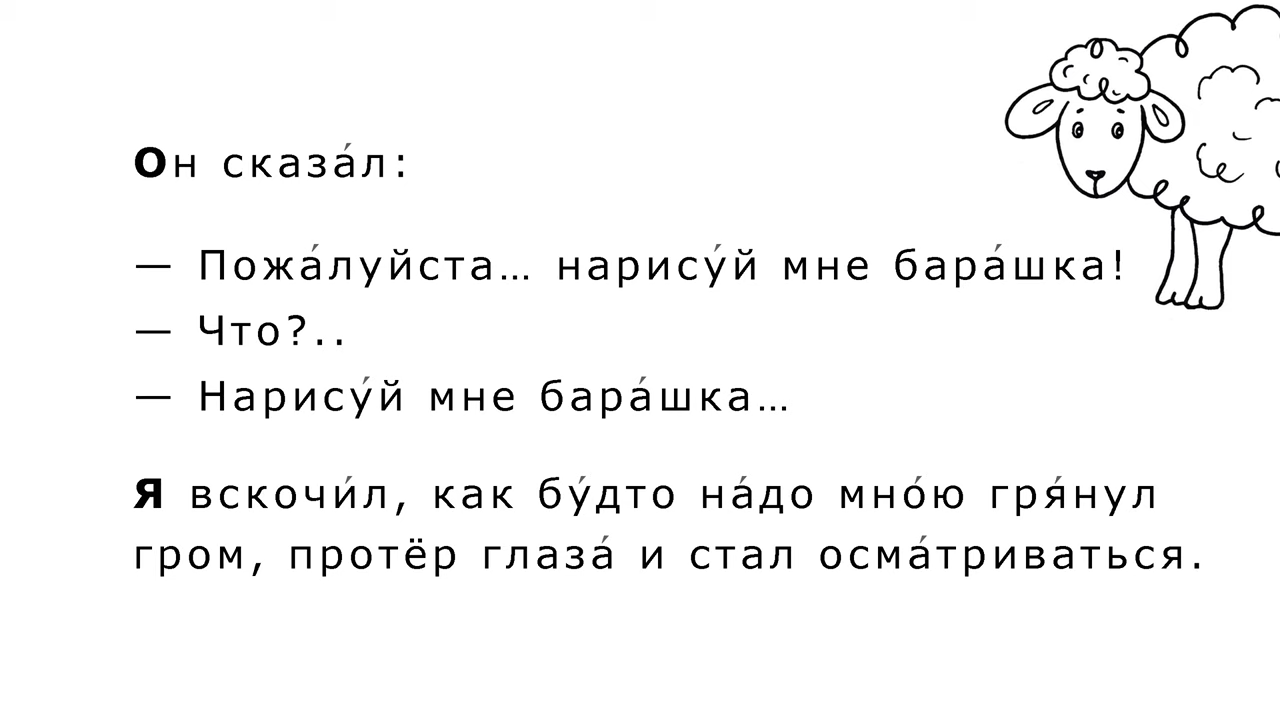 Он сказа́л:
— Пожа́луйста… нарису́й мне бара́шка!
— Что?..
— Нарису́й мне бара́шка…
Я вскочи́л, как бу́дто на́до мно́ю гря́нул
гром, протёр глаза́ и стал осма́триваться.